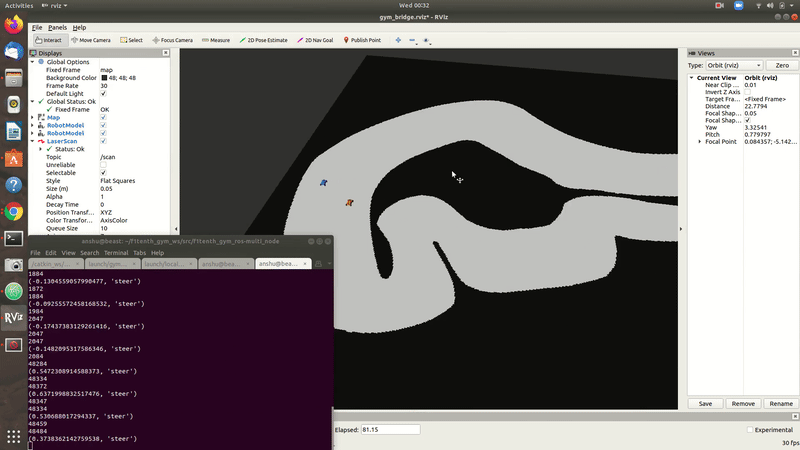 Activities
rviz
Wed 00:32
gym_bridge.rviz* - RViz
File Panels Help
Interact Move Camera Select Focus Camera Measure 2D Pose Estimate 2D Nav Goal Publish Point
Displays
Global Options
Fixed Frame map
Background Color 48; 48; 48
Frame Rate 30
Default Light
Global Status: Ok
Fixed Frame OK
Map
RobotModel
RobotModel
LaserScan
Status: Ok
Topic /scan
Unreliable
Selectable
Style Flat Squares
Size (m) 0.05
Alpha 1
Decay Time 0
Position Transf... XYZ
Color Transfor... AxisColor
Queue Size 10
Views
Type: Orbit (rviz) Zero
Current View Orbit (rviz)
Near Clip ... 0.01
Invert Z Axis
Target Fra... <Fixed Frame>
Distance 22.7794
Focal Shap... 0.05
Focal Shap...
Yaw 3.32541
Pitch 0.779797
Focal Point 0.084357; -5.142...
Save Remove Rename
anshu@beast: ~/f1tenth_gym_ws/src/f1tenth_gym_ros-multi_node
File Edit View Search Terminal Tabs Help
/catkin_ws/... launch/gym... launch/local... anshu@bea... anshu@bea...
1884
(-0.1304559057990477, 'steer')
1872
1884
(-0.09255572458168532, 'steer')
1984
2047
(-0.17437383129261416, 'steer')
2047
2047
(-0.1482095317586346, 'steer')
2084
48284
(0.5472308914588373, 'steer')
48334
48372
(0.6371998832517476, 'steer')
48347
48334
(0.530688017294337, 'steer')
48459
48484
(0.3738362142759538, 'steer')
Elapsed: 81.15
Experimental
30 fps
RViz